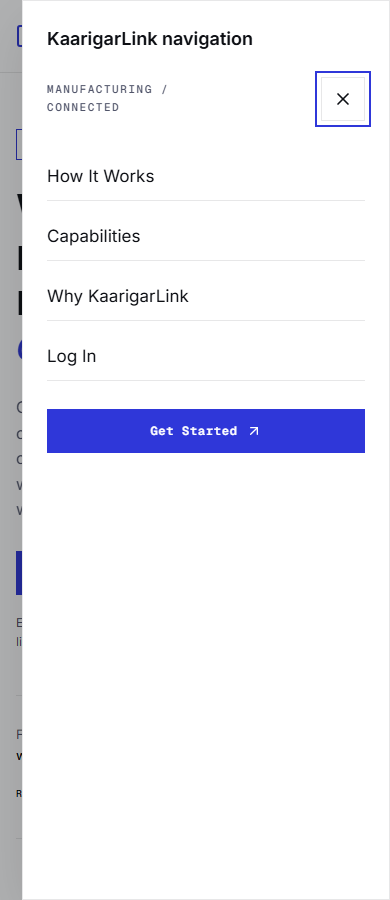 KaarigarLink navigation
MANUFACTURING /
CONNECTED
How It Works
Capabilities
Why KaarigarLink
Log In
Get Started